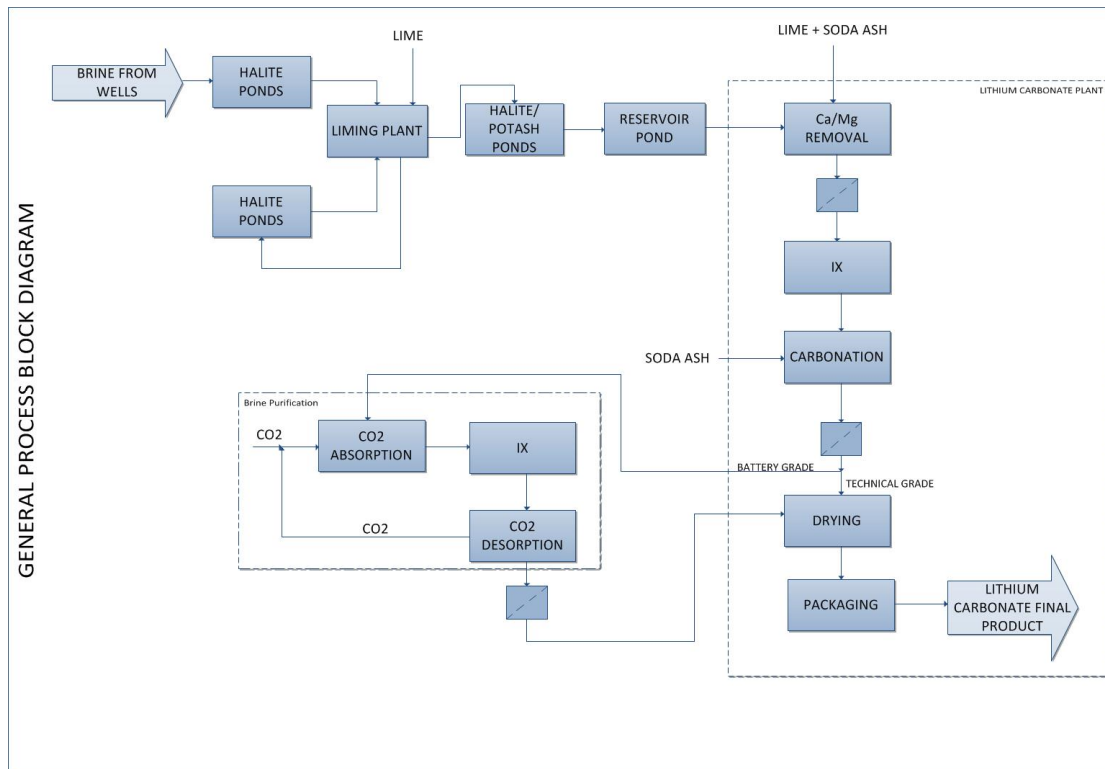 GENERAL PROCESS BLOCK DIAGRAM
BRINE FROM
WELLS
HALITE
PONDS
LIME
LIMING PLANT
HALITE
PONDS
HALITE/
POTASH
PONDS
RESERVOIR
POND
LIME + SODA ASH
LITHIUM CARBONATE PLANT
Ca/Mg
REMOVAL
IX
SODA ASH
CARBONATION
BATTERY GRADE
TECHNICAL GRADE
Brine Purification
CO2
CO2
ABSORPTION
IX
CO2
CO2
DESORPTION
DRYING
PACKAGING
LITHIUM
CARBONATE FINAL
PRODUCT